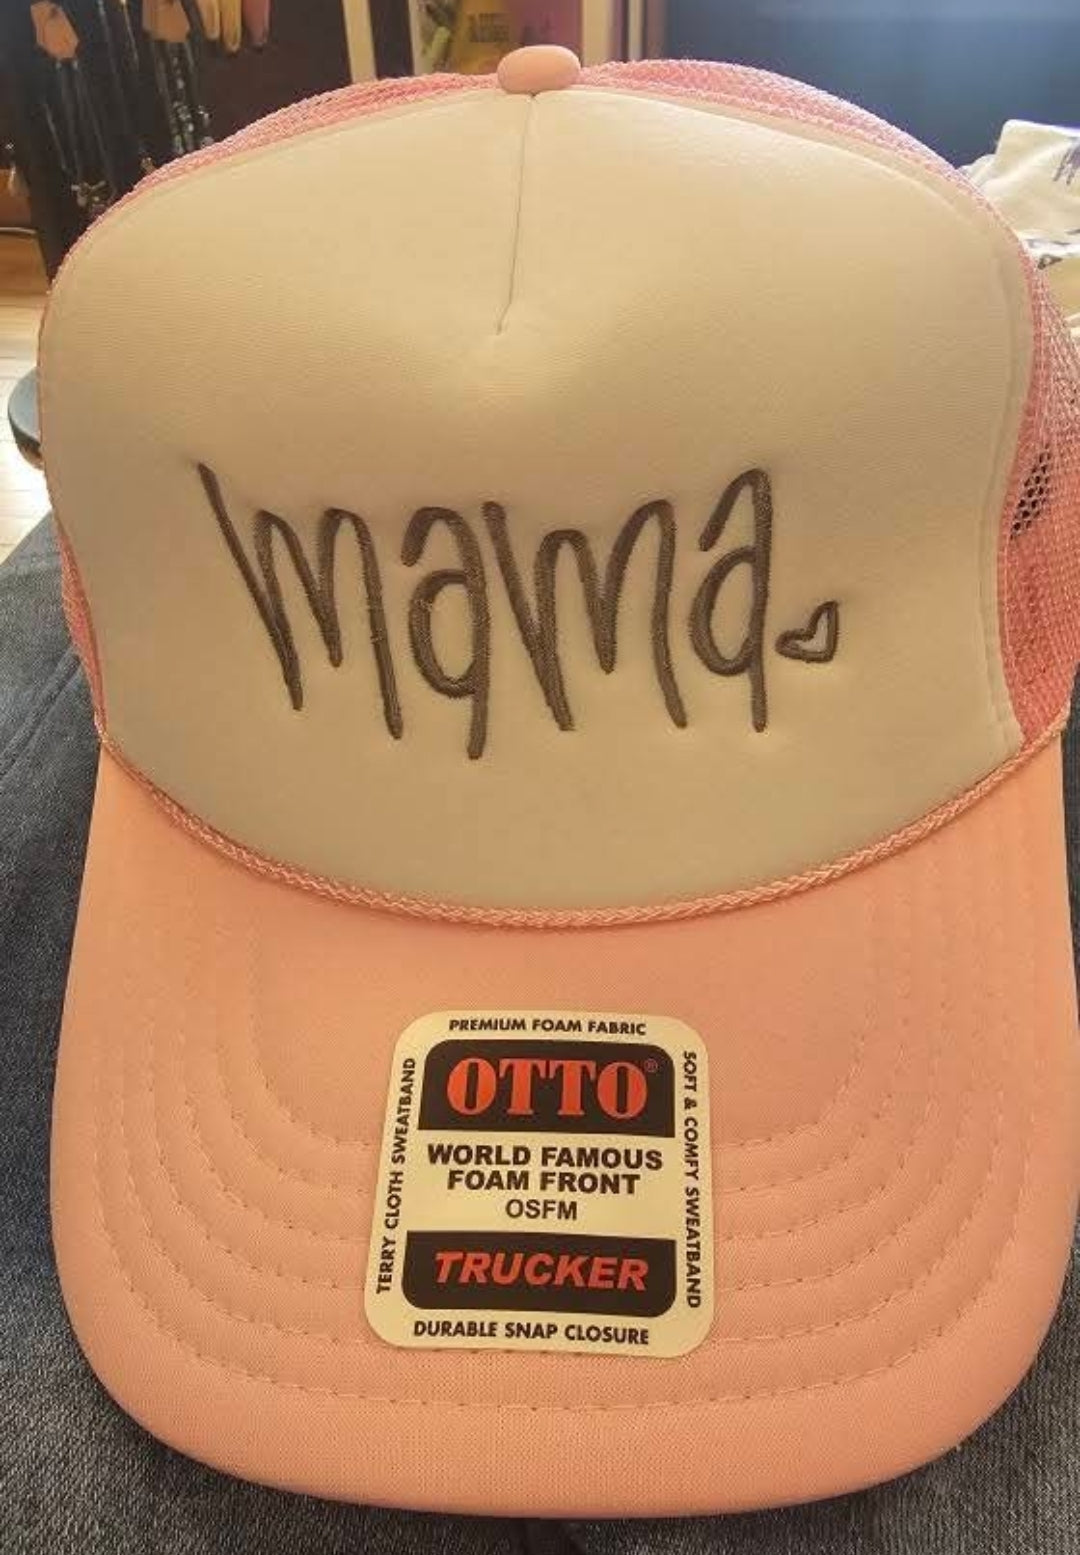 mama
PREMIUM FOAM FABRIC
OTTO®
TERRY CLOTH SWEATBAND
SOFT & COMFY SWEATBAND
WORLD FAMOUS
FOAM FRONT
OSFM
TRUCKER
DURABLE SNAP CLOSURE